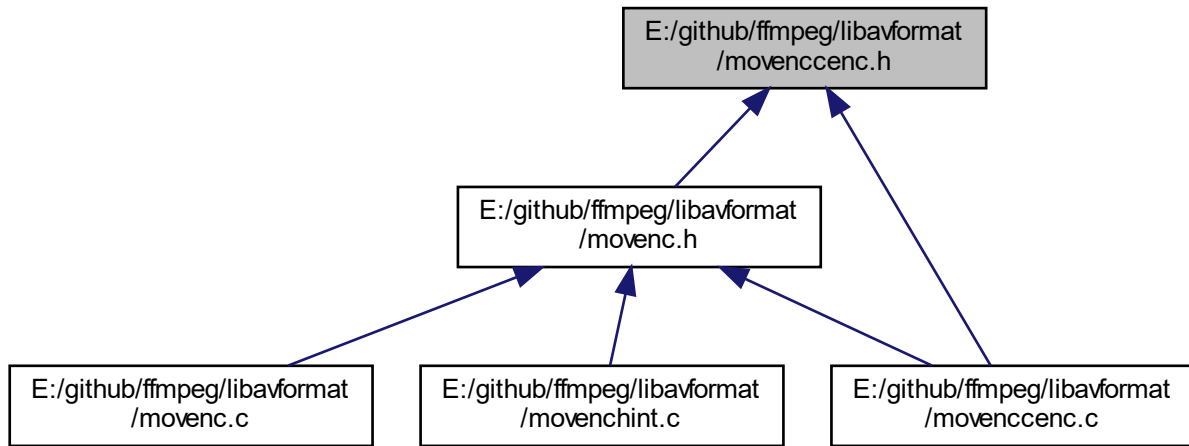 E:/github/ffmpeg/libavformat
/movenccenc.h
E:/github/ffmpeg/libavformat
/movenc.h
E:/github/ffmpeg/libavformat
/movenc.c
E:/github/ffmpeg/libavformat
/movenchint.c
E:/github/ffmpeg/libavformat
/movenccenc.c